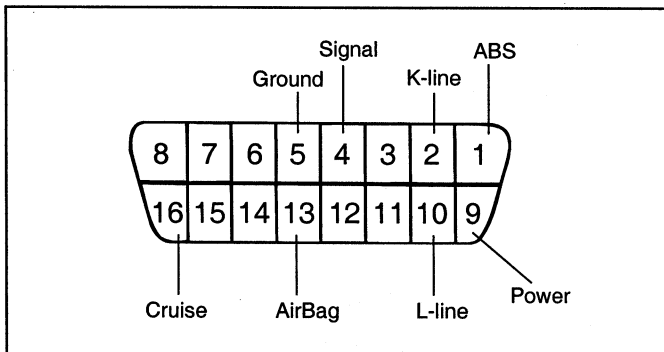 Signal ABS
Ground K-line
8 7 6 5 4 3 2 1
16 15 14 13 12 11 10 9
Cruise AirBag L-line Power